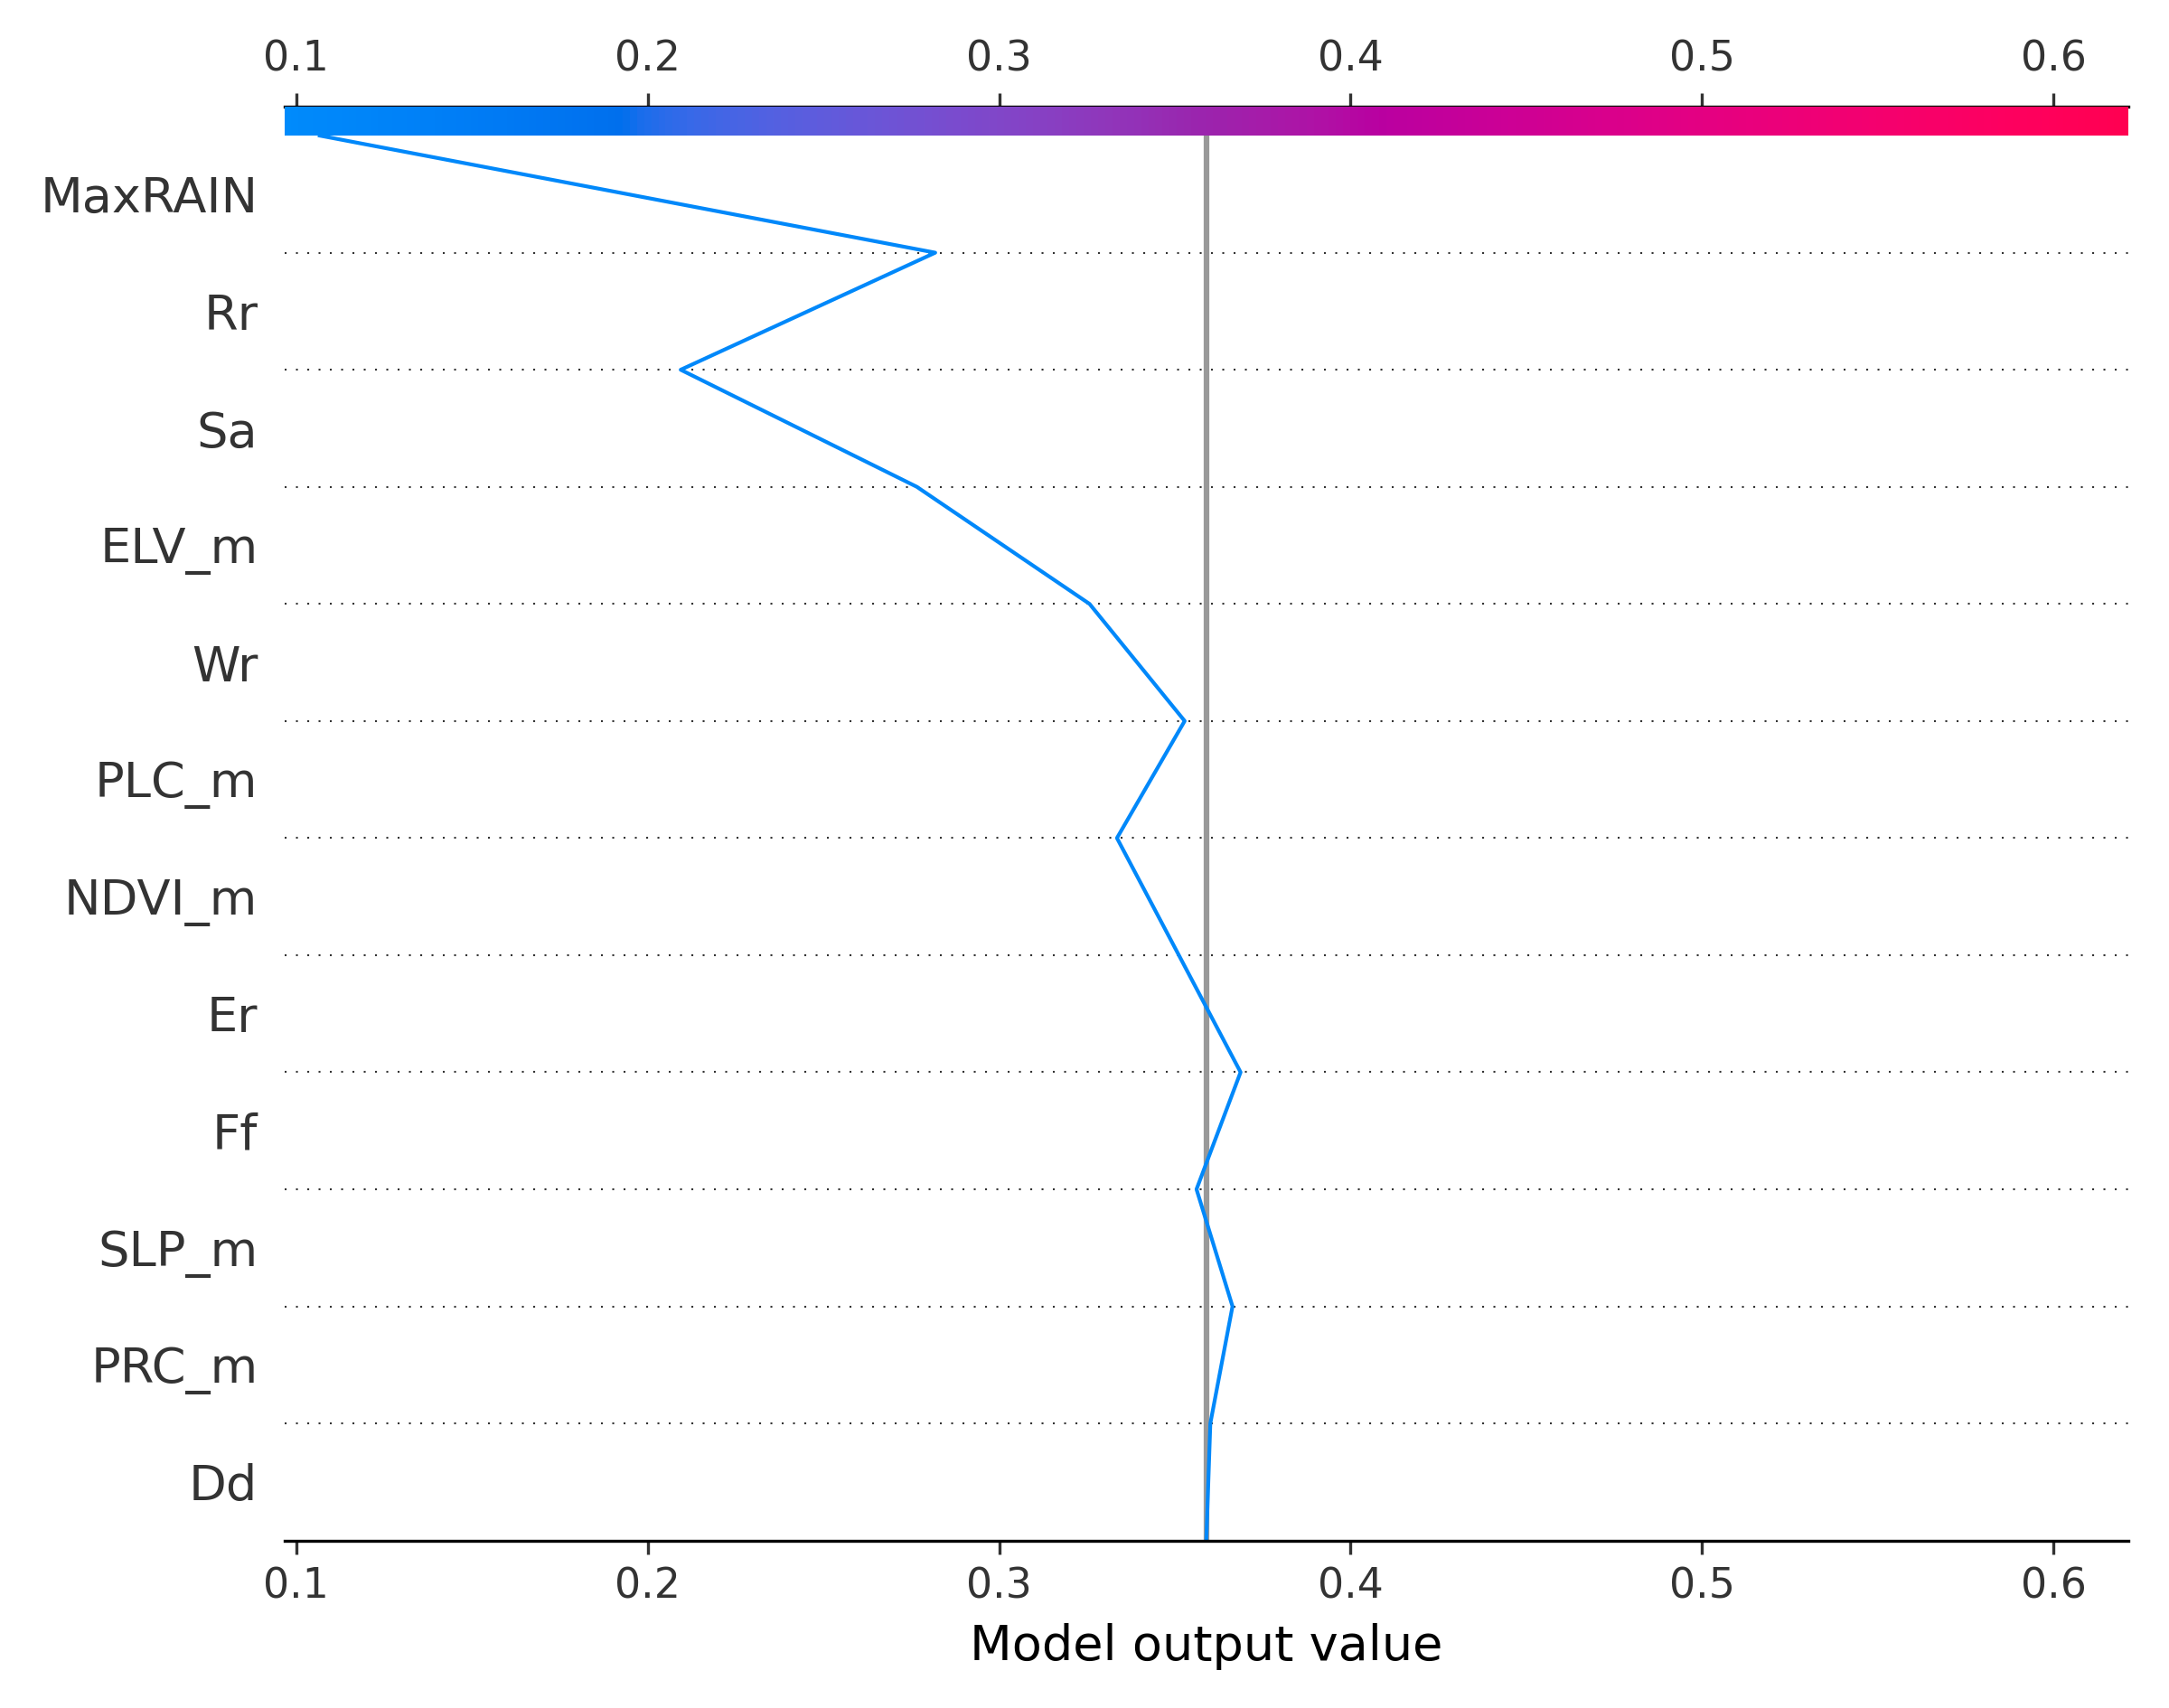 0.1 0.2 0.3 0.4 0.5 0.6
MaxRAIN
Rr
Sa
ELV_m
Wr
PLC_m
NDVI_m
Er
Ff
SLP_m
PRC_m
Dd
0.1 0.2 0.3 0.4 0.5 0.6
Model output value